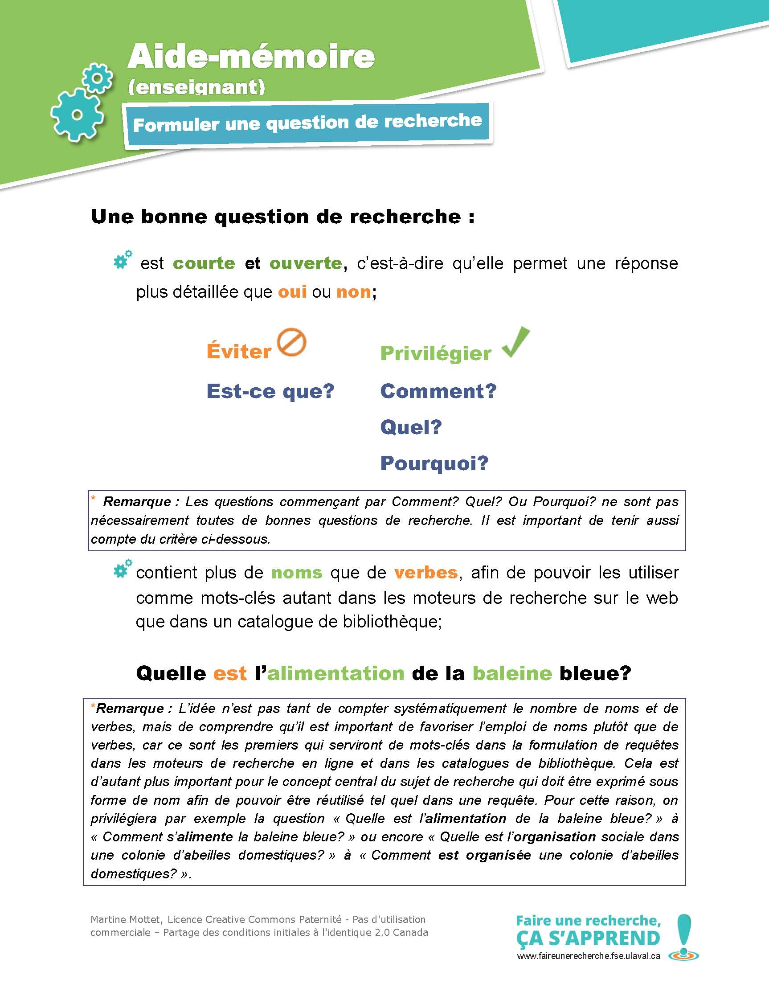 Aide-mémoire
(enseignant)
Formuler une question de recherche
Une bonne question de recherche :
est courte et ouverte, c'est-à-dire qu'elle permet une réponse
plus détaillée que oui ou non;
Éviter Privilégier
Est-ce que? Comment?
Quel?
Pourquoi?
* Remarque : Les questions commençant par Comment? Quel? Ou Pourquoi? ne sont pas
nécessairement toutes de bonnes questions de recherche. Il est important de tenir aussi
compte du critère ci-dessous.
contient plus de noms que de verbes, afin de pouvoir les utiliser
comme mots-clés autant dans les moteurs de recherche sur le web
que dans un catalogue de bibliothèque;
Quelle est l'alimentation de la baleine bleue?
*Remarque : L'idée n'est pas tant de compter systématiquement le nombre de noms et de
verbes, mais de comprendre qu'il est important de favoriser l'emploi de noms plutôt que de
verbes, car ce sont les premiers qui serviront de mots-clés dans la formulation de requêtes
dans les moteurs de recherche en ligne et dans les catalogues de bibliothèque. Cela est
d'autant plus important pour le concept central du sujet de recherche qui doit être exprimé sous
forme de nom afin de pouvoir être réutilisé tel quel dans une requête. Pour cette raison, on
privilégiera par exemple la question « Quelle est l'alimentation de la baleine bleue? » à
« Comment s'alimente la baleine bleue? » ou encore « Quelle est l'organisation sociale dans
une colonie d'abeilles domestiques? » à « Comment est organisée une colonie d'abeilles
domestiques? ».
Martine Mottet, Licence Creative Commons Paternité - Pas d'utilisation
commerciale – Partage des conditions initiales à l'identique 2.0 Canada
Faire une recherche,
ÇA S'APPREND
www.faireunerecherche.fse.ulaval.ca